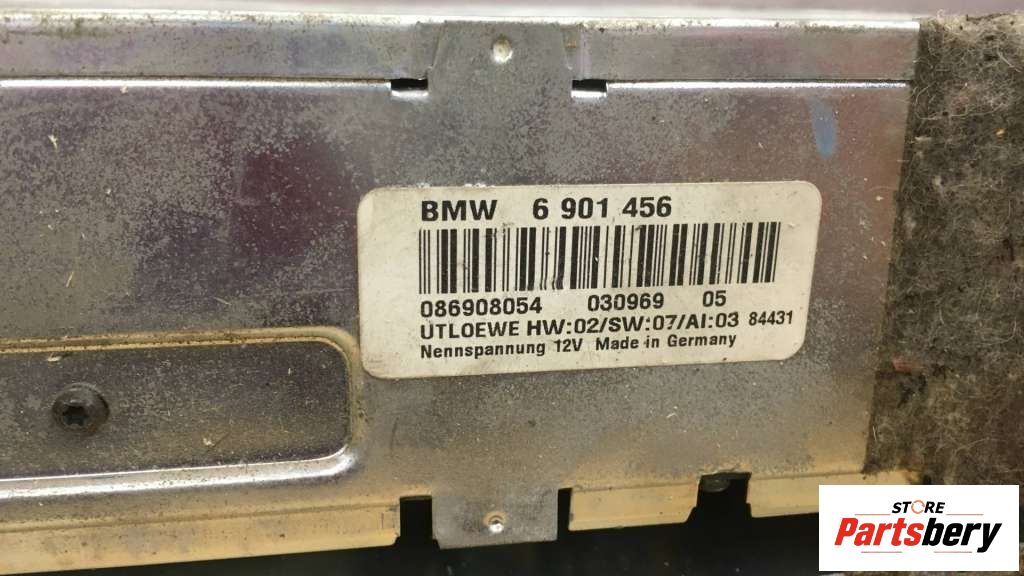 BMW 6 901 456
086908054 030969 05
UTLOEWE HW:02/SW:07/AI:03 84431
Nennspannung 12V Made in Germany
STORE
Partsbery